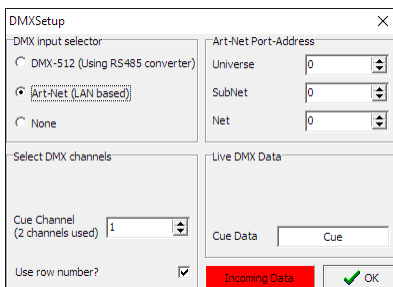 DMXSetup
DMX input selector
DMX-512 (Using RS485 converter)
Art-Net (LAN based)
None
Art-Net Port-Address
Universe 0
SubNet 0
Net 0
Select DMX channels
Cue Channel 1
(2 channels used)
Use row number?
Live DMX Data
Cue Data Cue
Incoming Data
OK